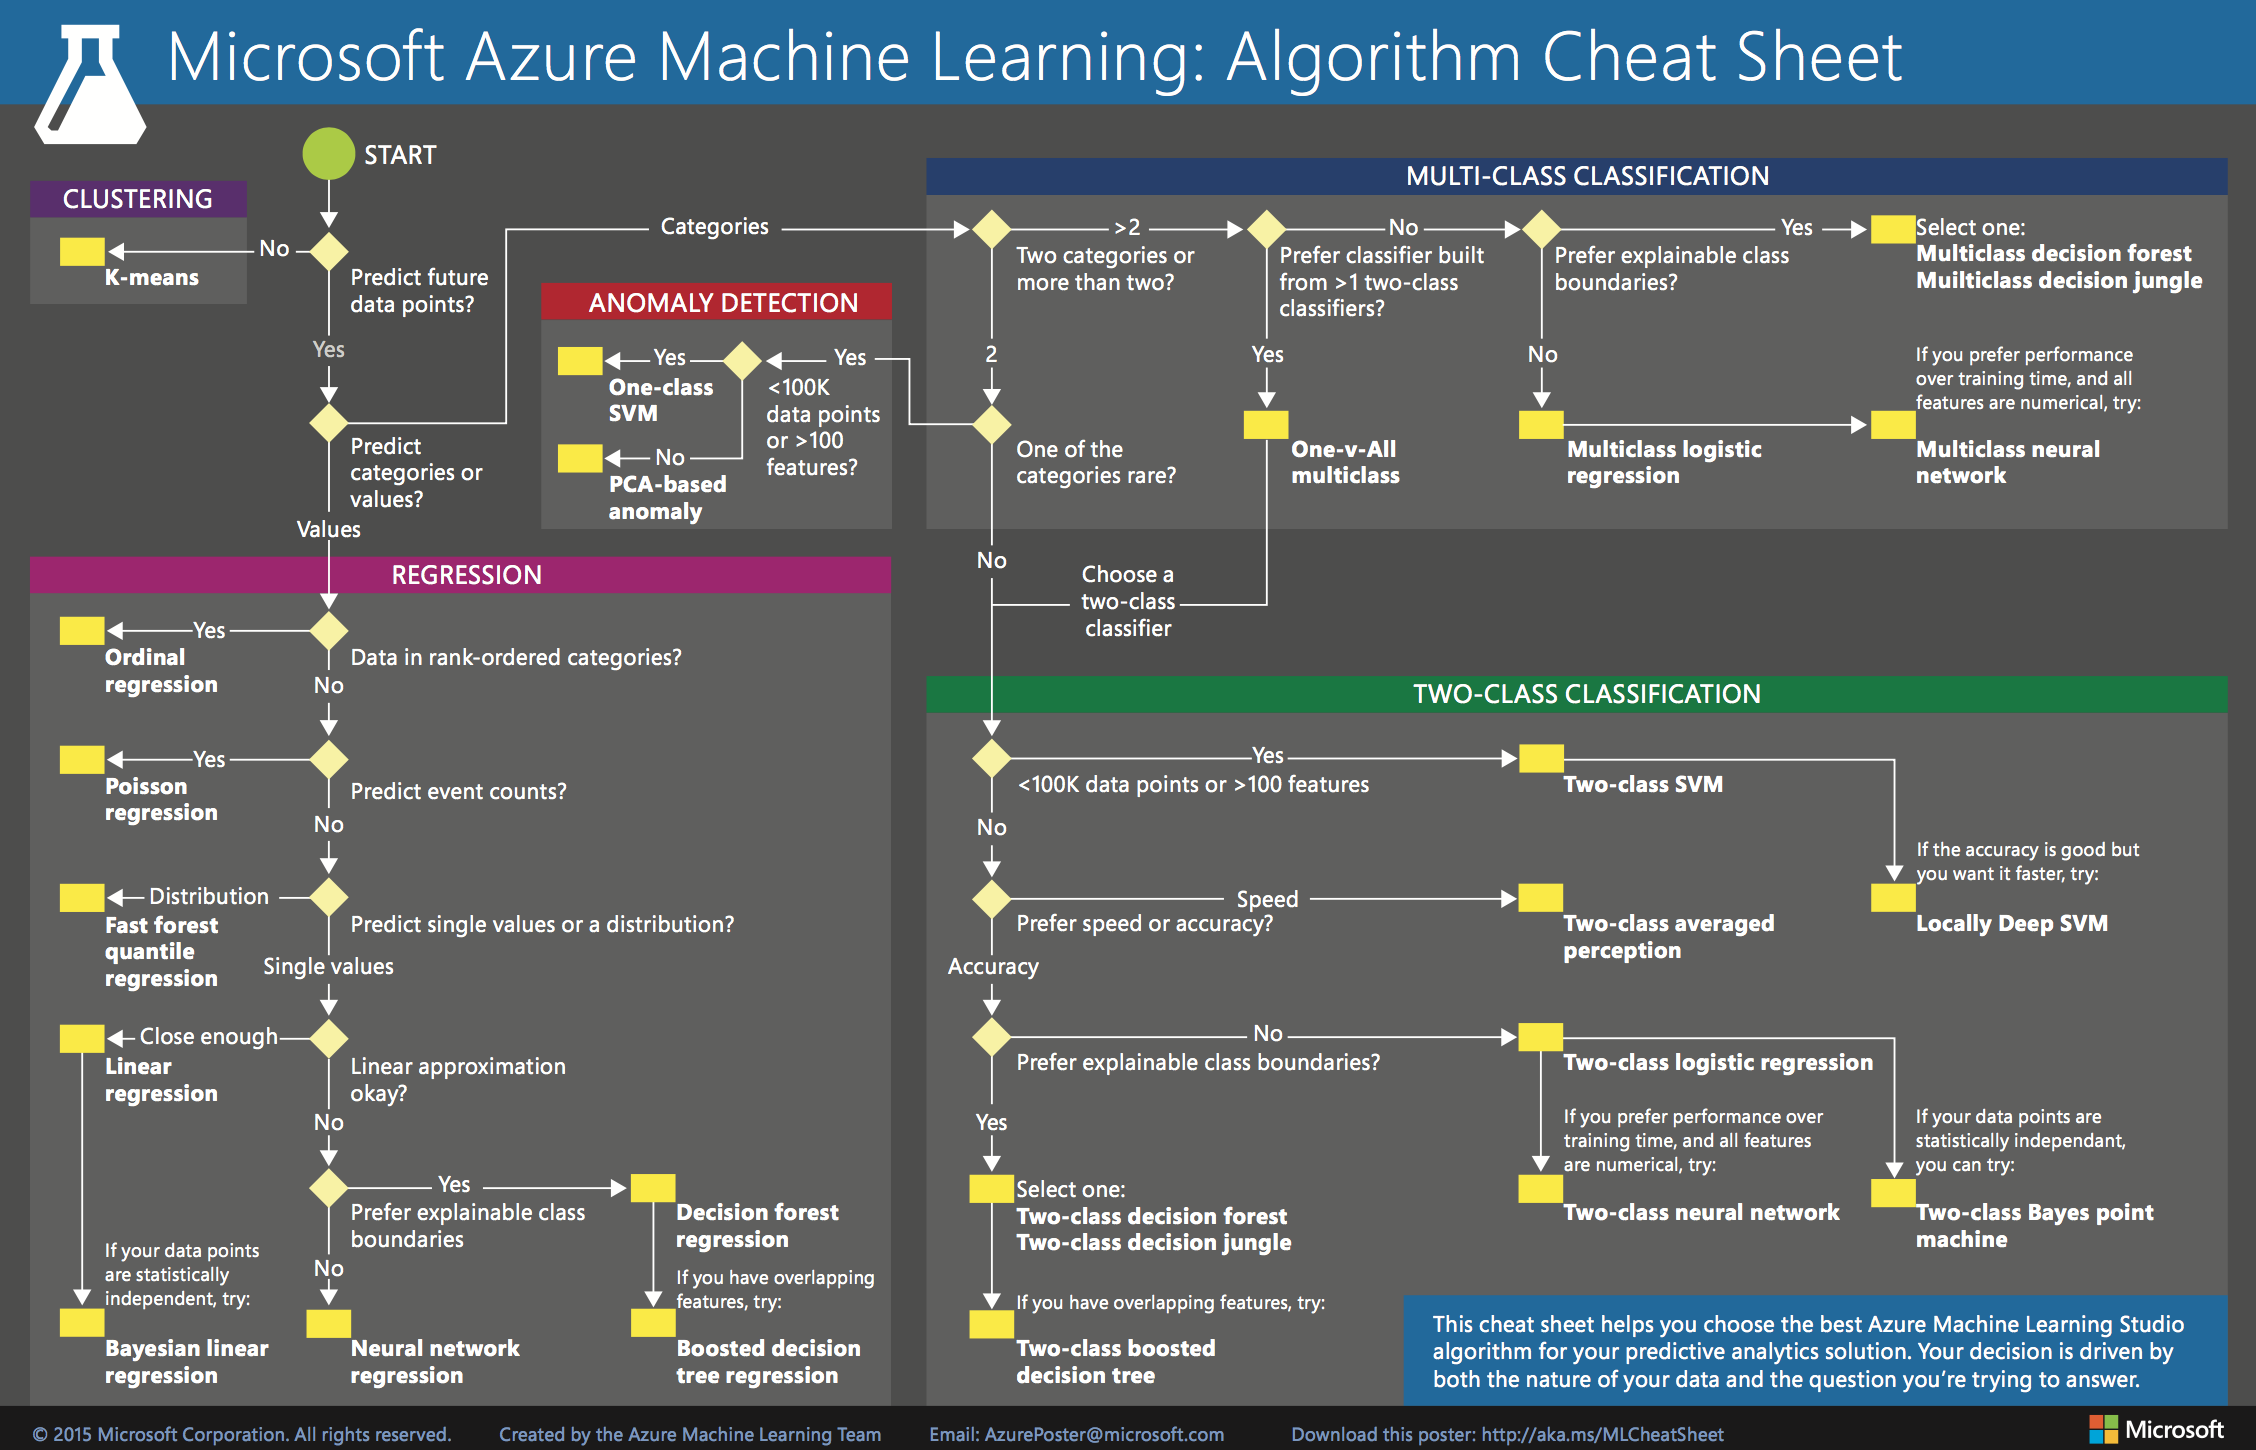 Microsoft Azure Machine Learning: Algorithm Cheat Sheet
START
CLUSTERING
No
K-means
Predict future
data points?
Yes
Predict
categories or
values?
Categories
Values
ANOMALY DETECTION
Yes
One-class
SVM
Yes
<100K
data points
or >100
features?
No
PCA-based
anomaly
MULTI-CLASS CLASSIFICATION
Two categories or
more than two?
>2
Prefer classifier built
from >1 two-class
classifiers?
No
Prefer explainable class
boundaries?
Yes
Select one:
Multiclass decision forest
Muilticlass decision jungle
2
Yes
No
If you prefer performance
over training time, and all
features are numerical, try:
One of the
categories rare?
One-v-All
multiclass
Multiclass logistic
regression
Multiclass neural
network
No
Choose a
two-class
classifier
REGRESSION
Yes
Ordinal
regression
Data in rank-ordered categories?
No
Yes
Poisson
regression
Predict event counts?
No
Distribution
Fast forest
quantile
regression
Predict single values or a distribution?
Single values
Close enough
Linear
regression
Linear approximation
okay?
No
Yes
Prefer explainable class
boundaries
Decision forest
regression
No
If your data points
are statistically
independent, try:
If you have overlapping
features, try:
Bayesian linear
regression
Neural network
regression
Boosted decision
tree regression
TWO-CLASS CLASSIFICATION
Yes
<100K data points or >100 features
Two-class SVM
No
If the accuracy is good but
you want it faster, try:
Speed
Prefer speed or accuracy?
Two-class averaged
perception
Locally Deep SVM
Accuracy
No
Prefer explainable class boundaries?
Two-class logistic regression
Yes
If you prefer performance over
training time, and all features
are numerical, try:
If your data points are
statistically independant,
you can try:
Select one:
Two-class decision forest
Two-class decision jungle
Two-class neural network
Two-class Bayes point
machine
If you have overlapping features, try:
Two-class boosted
decision tree
This cheat sheet helps you choose the best Azure Machine Learning Studio
algorithm for your predictive analytics solution. Your decision is driven by
both the nature of your data and the question you're trying to answer.
© 2015 Microsoft Corporation. All rights reserved. Created by the Azure Machine Learning Team Email: AzurePoster@microsoft.com Download this poster: http://aka.ms/MLCheatSheet Microsoft